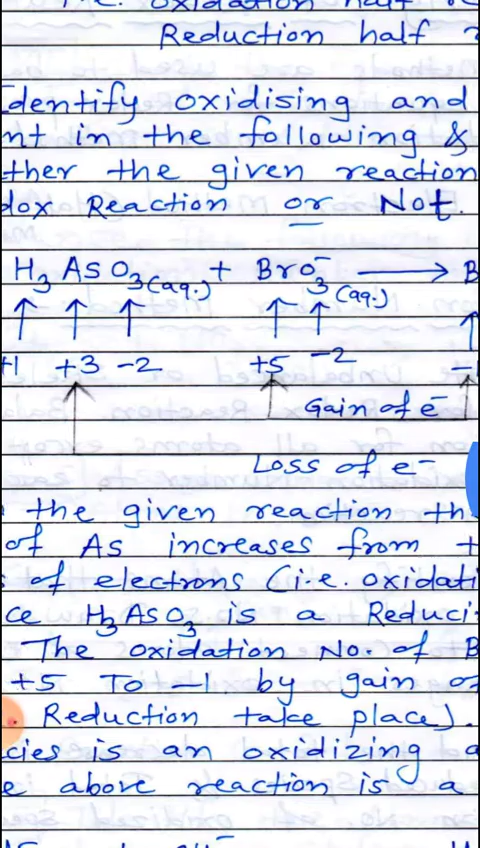 Reduction half
Identify oxidising and
nt in the following &
ther the given reaction
dox Reaction or Not.
H3AsO3(aq.) + BrO3⁻(aq.) ⟶ B
↑ ↑ ↑ ↑ ↑ ↑
+1 +3 -2 +5 -2 -1
Gain of e⁻
Loss of e-
the given reaction th
of As increases from +
s of electrons (i.e. oxidati
ce H3AsO3 is a Reduci
The oxidation No. of B
+5 To -1 by gain of
. Reduction take place).
cies is an oxidizing a
e above reaction is a